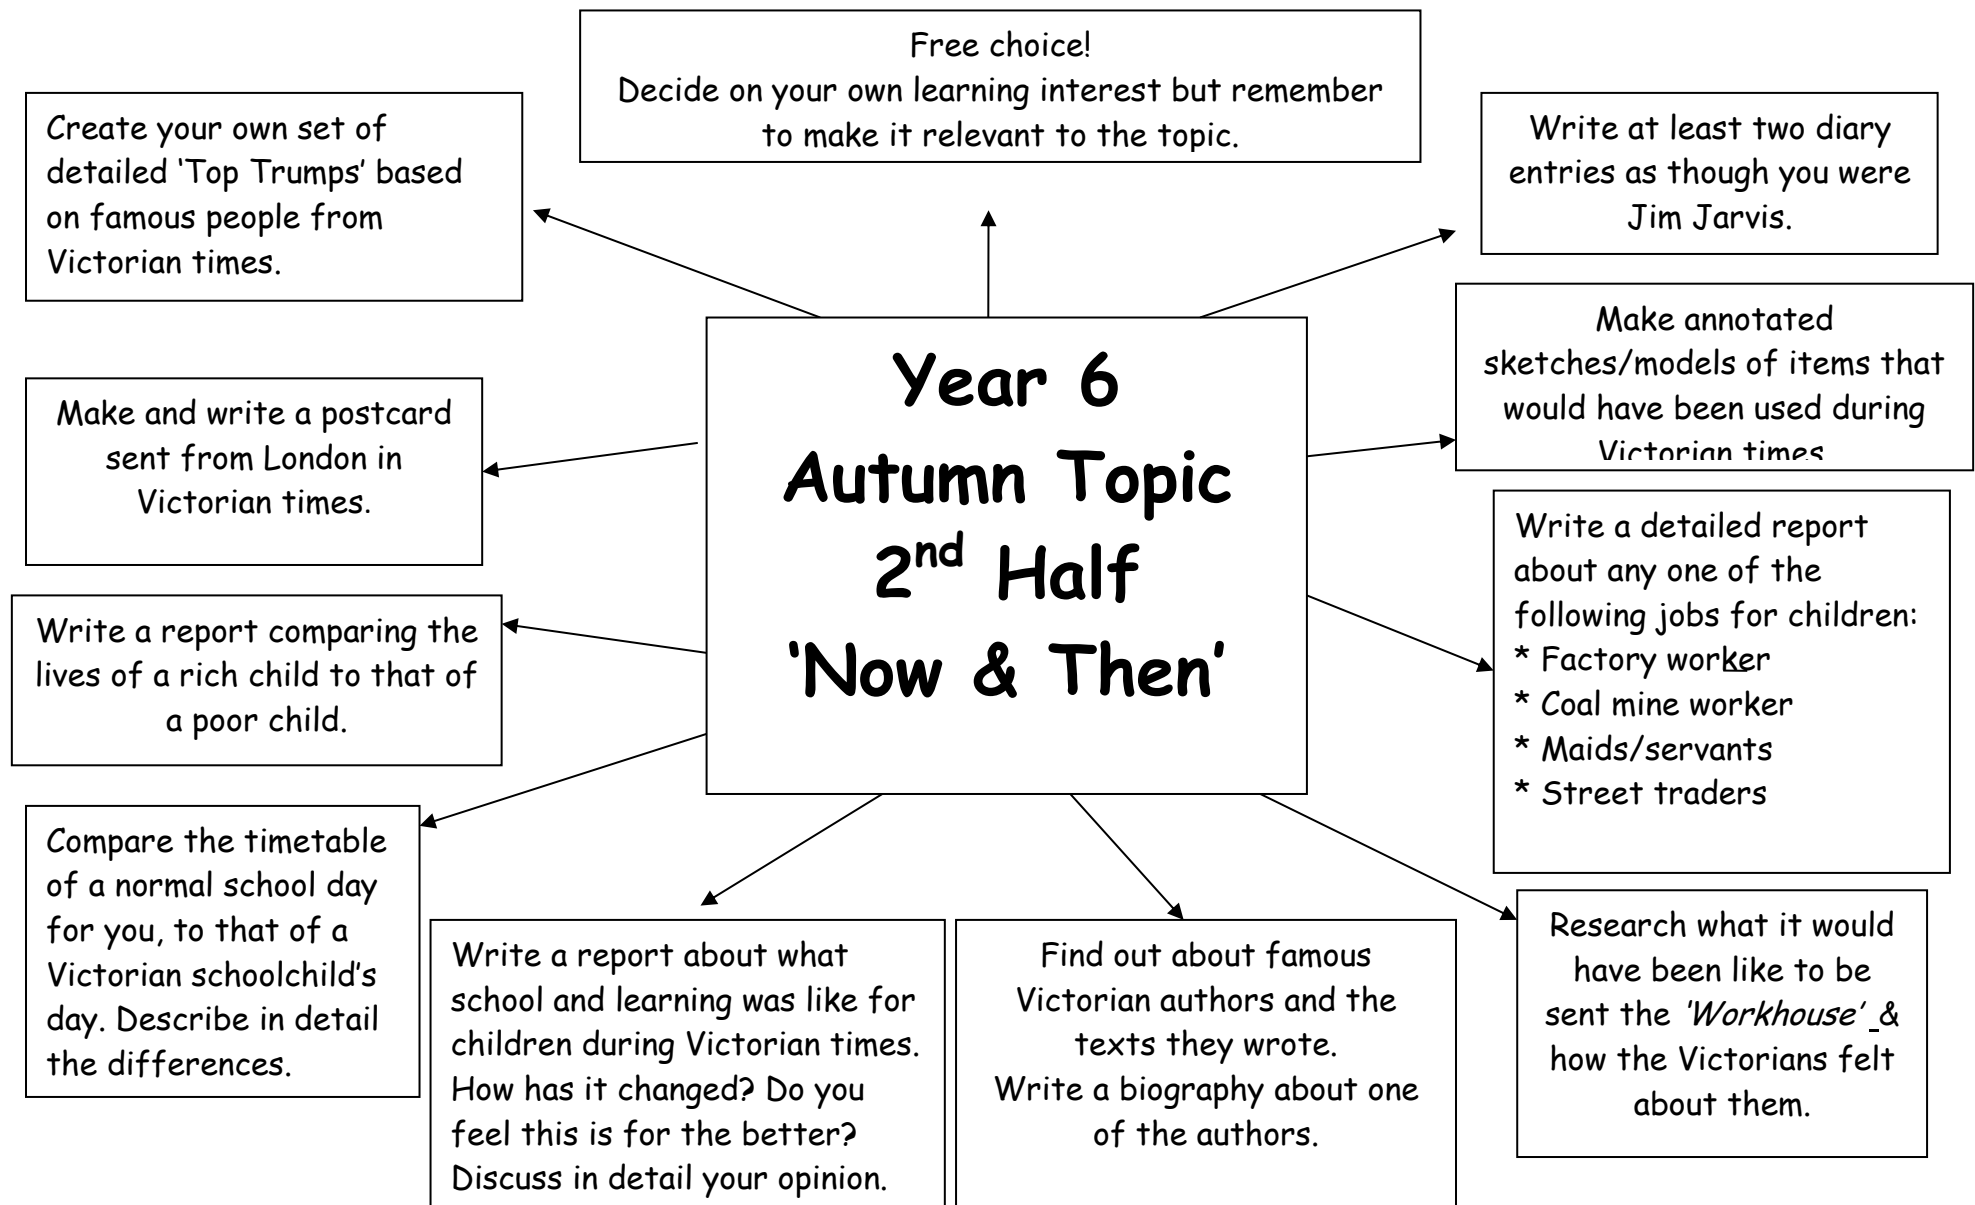 Free choice!
Decide on your own learning interest but remember
to make it relevant to the topic.
Create your own set of
detailed ‘Top Trumps’ based
on famous people from
Victorian times.
Write at least two diary
entries as though you were
Jim Jarvis.
Make annotated
sketches/models of items that
would have been used during
Victorian times
Year 6
Autumn Topic
2nd Half
‘Now & Then’
Make and write a postcard
sent from London in
Victorian times.
Write a detailed report
about any one of the
following jobs for children:
* Factory worker
* Coal mine worker
* Maids/servants
* Street traders
Write a report comparing the
lives of a rich child to that of
a poor child.
Compare the timetable
of a normal school day
for you, to that of a
Victorian schoolchild’s
day. Describe in detail
the differences.
Write a report about what
school and learning was like for
children during Victorian times.
How has it changed? Do you
feel this is for the better?
Discuss in detail your opinion.
Find out about famous
Victorian authors and the
texts they wrote.
Write a biography about one
of the authors.
Research what it would
have been like to be
sent the ‘Workhouse’ &
how the Victorians felt
about them.